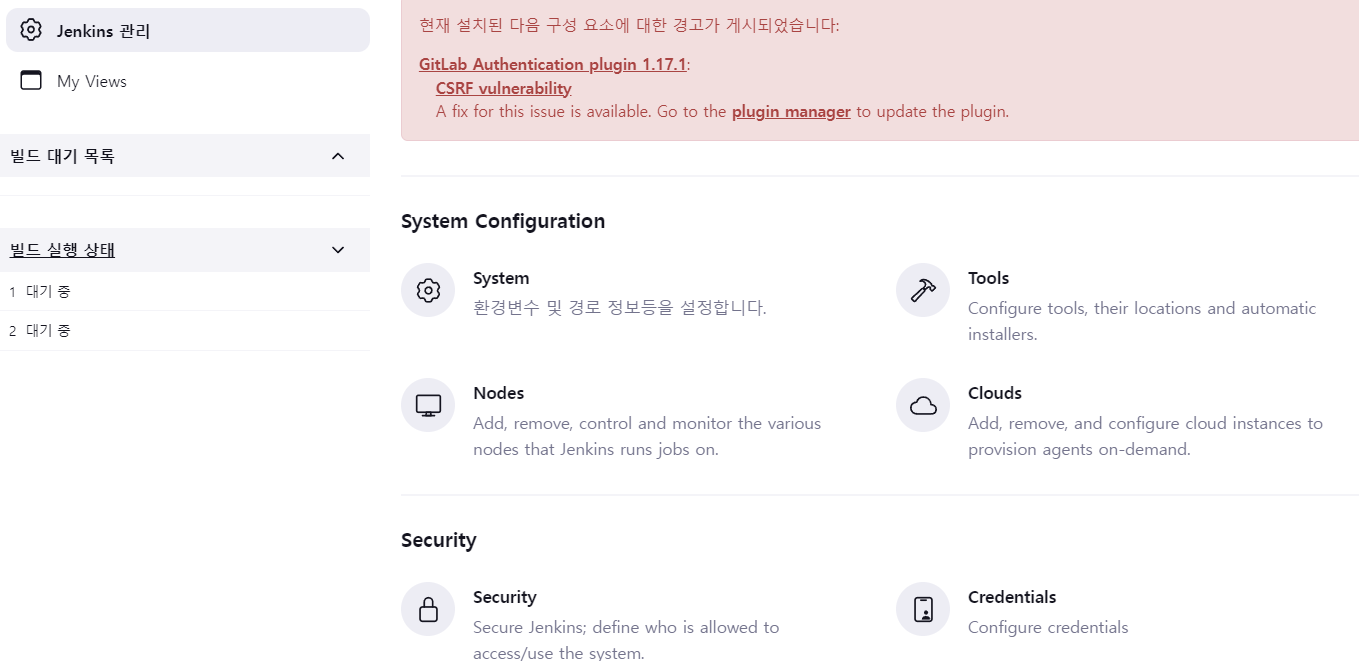 Jenkins 관리
My Views
빌드 대기 목록
빌드 실행 상태
1 대기 중
2 대기 중
현재 설치된 다음 구성 요소에 대한 경고가 게시되었습니다:
GitLab Authentication plugin 1.17.1:
CSRF vulnerability
A fix for this issue is available. Go to the plugin manager to update the plugin.
System Configuration
System
환경변수 및 경로 정보등을 설정합니다.
Tools
Configure tools, their locations and automatic
installers.
Nodes
Add, remove, control and monitor the various
nodes that Jenkins runs jobs on.
Clouds
Add, remove, and configure cloud instances to
provision agents on-demand.
Security
Security
Secure Jenkins; define who is allowed to
access/use the system.
Credentials
Configure credentials